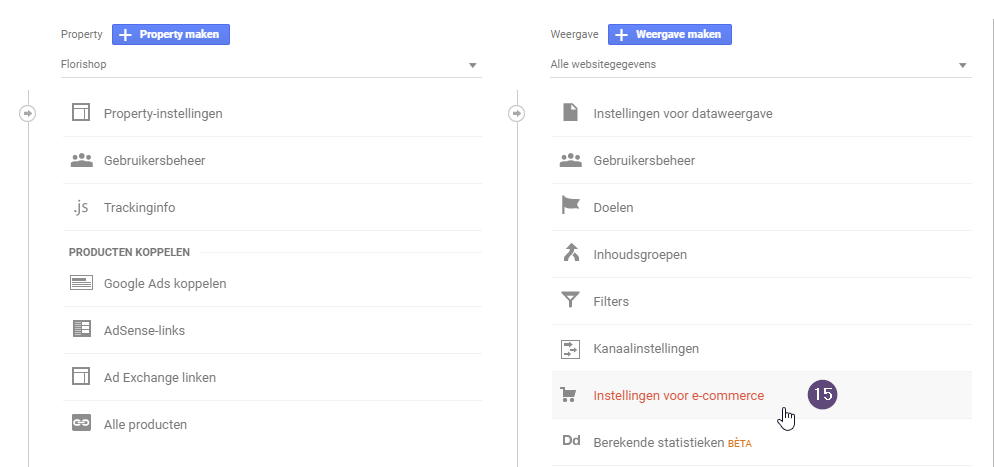 Property
Property maken
Florishop
Property-instellingen
Gebruikersbeheer
.js Trackinginfo
PRODUCTEN KOPPELEN
Google Ads koppelen
AdSense-links
Ad Exchange linken
Alle producten
Weergave
Weergave maken
Alle websitegegevens
Instellingen voor dataweergave
Gebruikersbeheer
Doelen
Inhoudsgroepen
Filters
Kanaalinstellingen
Instellingen voor e-commerce 15
Dd Berekende statistieken BÈTA